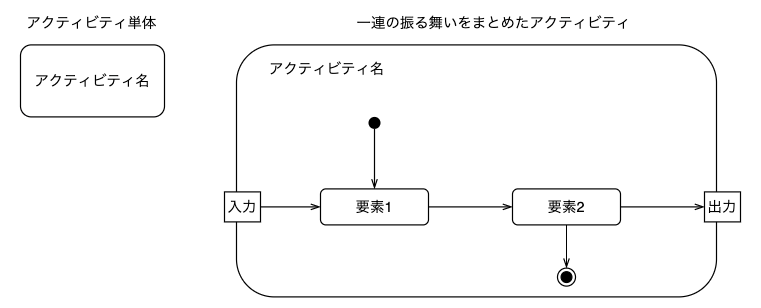 アクティビティ単体
アクティビティ名
一連の振る舞いをまとめたアクティビティ
アクティビティ名
入力
要素1
要素2
出力